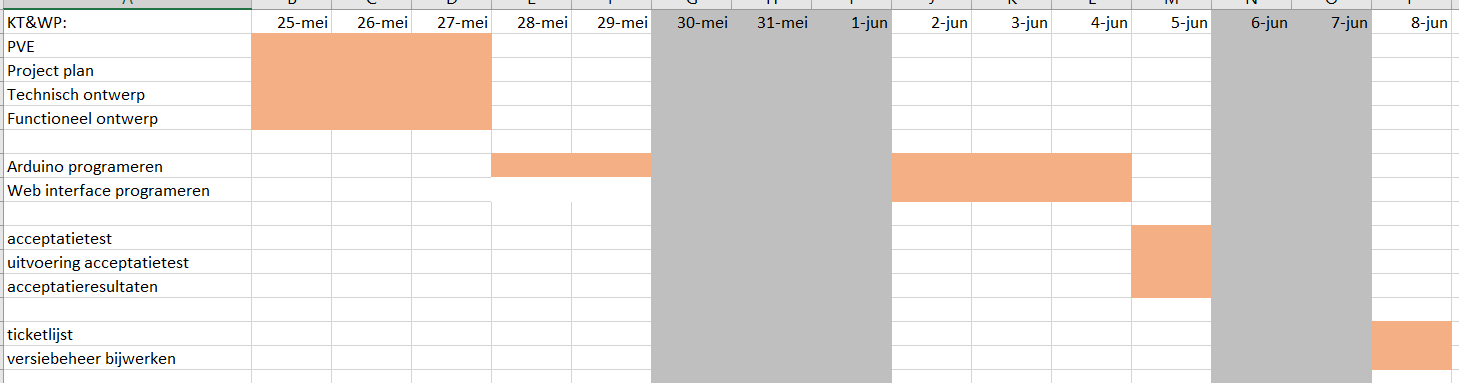 KT&WP: 25-mei 26-mei 27-mei 28-mei 29-mei 30-mei 31-mei 1-jun 2-jun 3-jun 4-jun 5-jun 6-jun 7-jun 8-jun
PVE
Project plan
Technisch ontwerp
Functioneel ontwerp
Arduino programeren
Web interface programeren
acceptatietest
uitvoering acceptatietest
acceptatieresultaten
ticketlijst
versiebeheer bijwerken